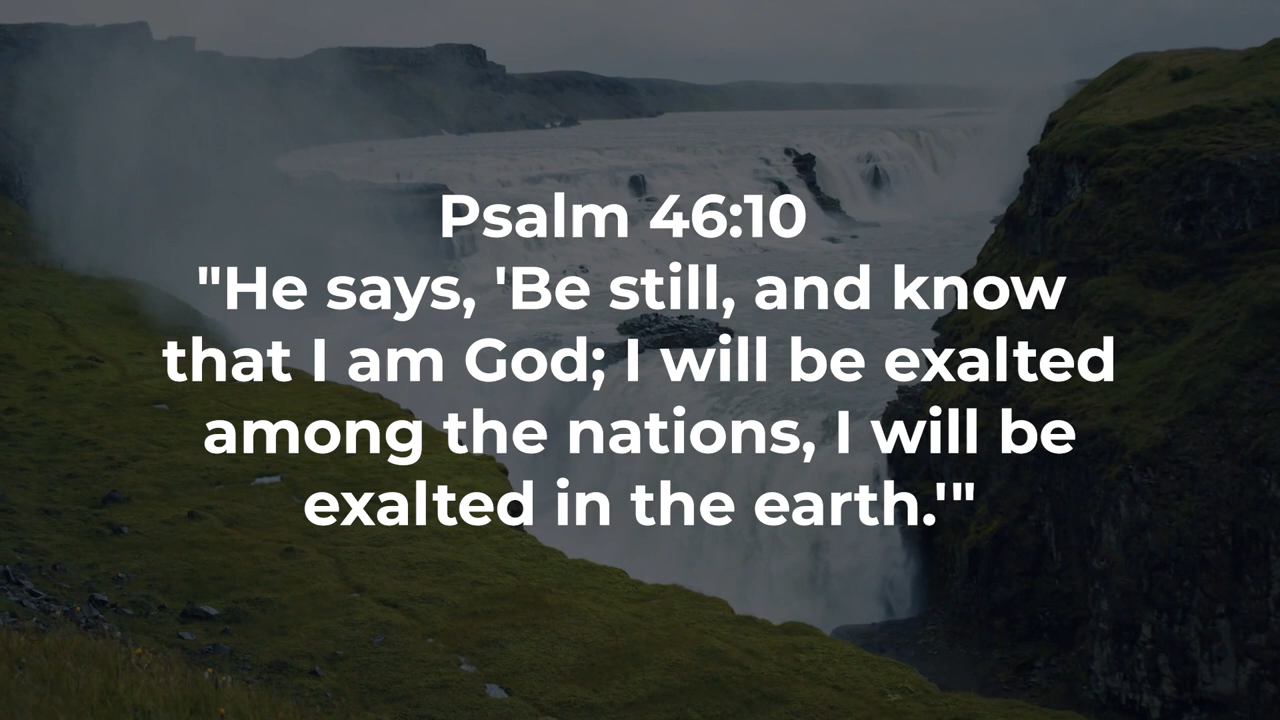 Psalm 46:10
"He says, 'Be still, and know
that I am God; I will be exalted
among the nations, I will be
exalted in the earth.'"